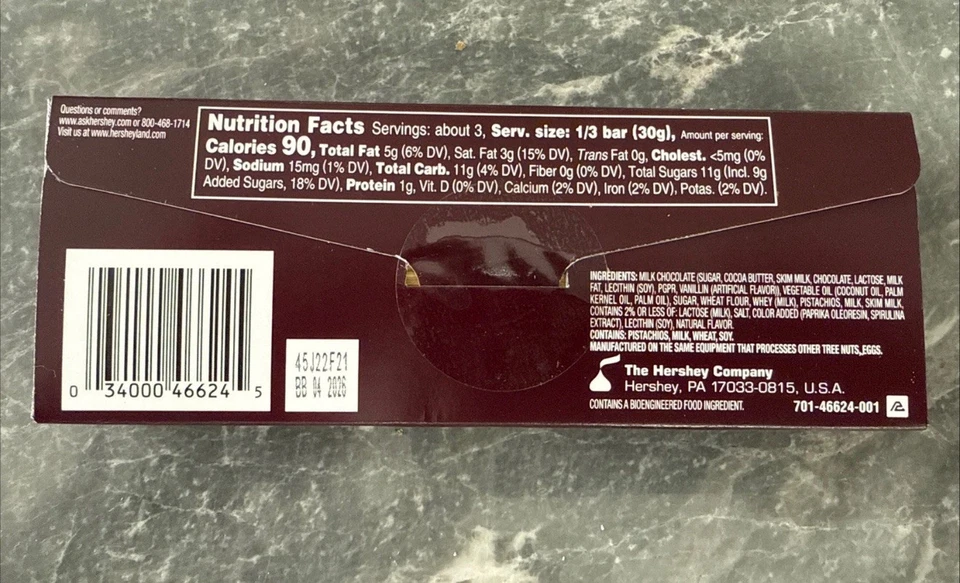 Questions or comments?
www.askhershey.com or 800-468-1714
Visit us at www.hersheyland.com
Nutrition Facts Servings: about 3, Serv. size: 1/3 bar (30g), Amount per serving:
Calories 90, Total Fat 5g (6% DV), Sat. Fat 3g (15% DV), Trans Fat 0g, Cholest. <5mg (0%
DV), Sodium 15mg (1% DV), Total Carb. 11g (4% DV), Fiber 0g (0% DV), Total Sugars 11g (Incl. 9g
Added Sugars, 18% DV), Protein 1g, Vit. D (0% DV), Calcium (2% DV), Iron (2% DV), Potas. (2% DV).
0 34000 46624 5
45J22F21
BB 04 2026
INGREDIENTS: MILK CHOCOLATE (SUGAR, COCOA BUTTER, SKIM MILK, CHOCOLATE, LACTOSE, MILK
FAT, LECITHIN (SOY), PGPR, VANILLIN (ARTIFICIAL FLAVOR)), VEGETABLE OIL (COCONUT OIL, PALM
KERNEL OIL, PALM OIL), SUGAR, WHEAT FLOUR, WHEY (MILK), PISTACHIOS, MILK, SKIM MILK,
CONTAINS 2% OR LESS OF: LACTOSE (MILK), SALT, COLOR ADDED (PAPRIKA OLEORESIN, SPIRULINA
EXTRACT), LECITHIN (SOY), NATURAL FLAVOR.
CONTAINS: PISTACHIOS, MILK, WHEAT, SOY.
MANUFACTURED ON THE SAME EQUIPMENT THAT PROCESSES OTHER TREE NUTS, EGGS.
The Hershey Company
Hershey, PA 17033-0815, U.S.A.
CONTAINS A BIOENGINEERED FOOD INGREDIENT.
701-46624-001